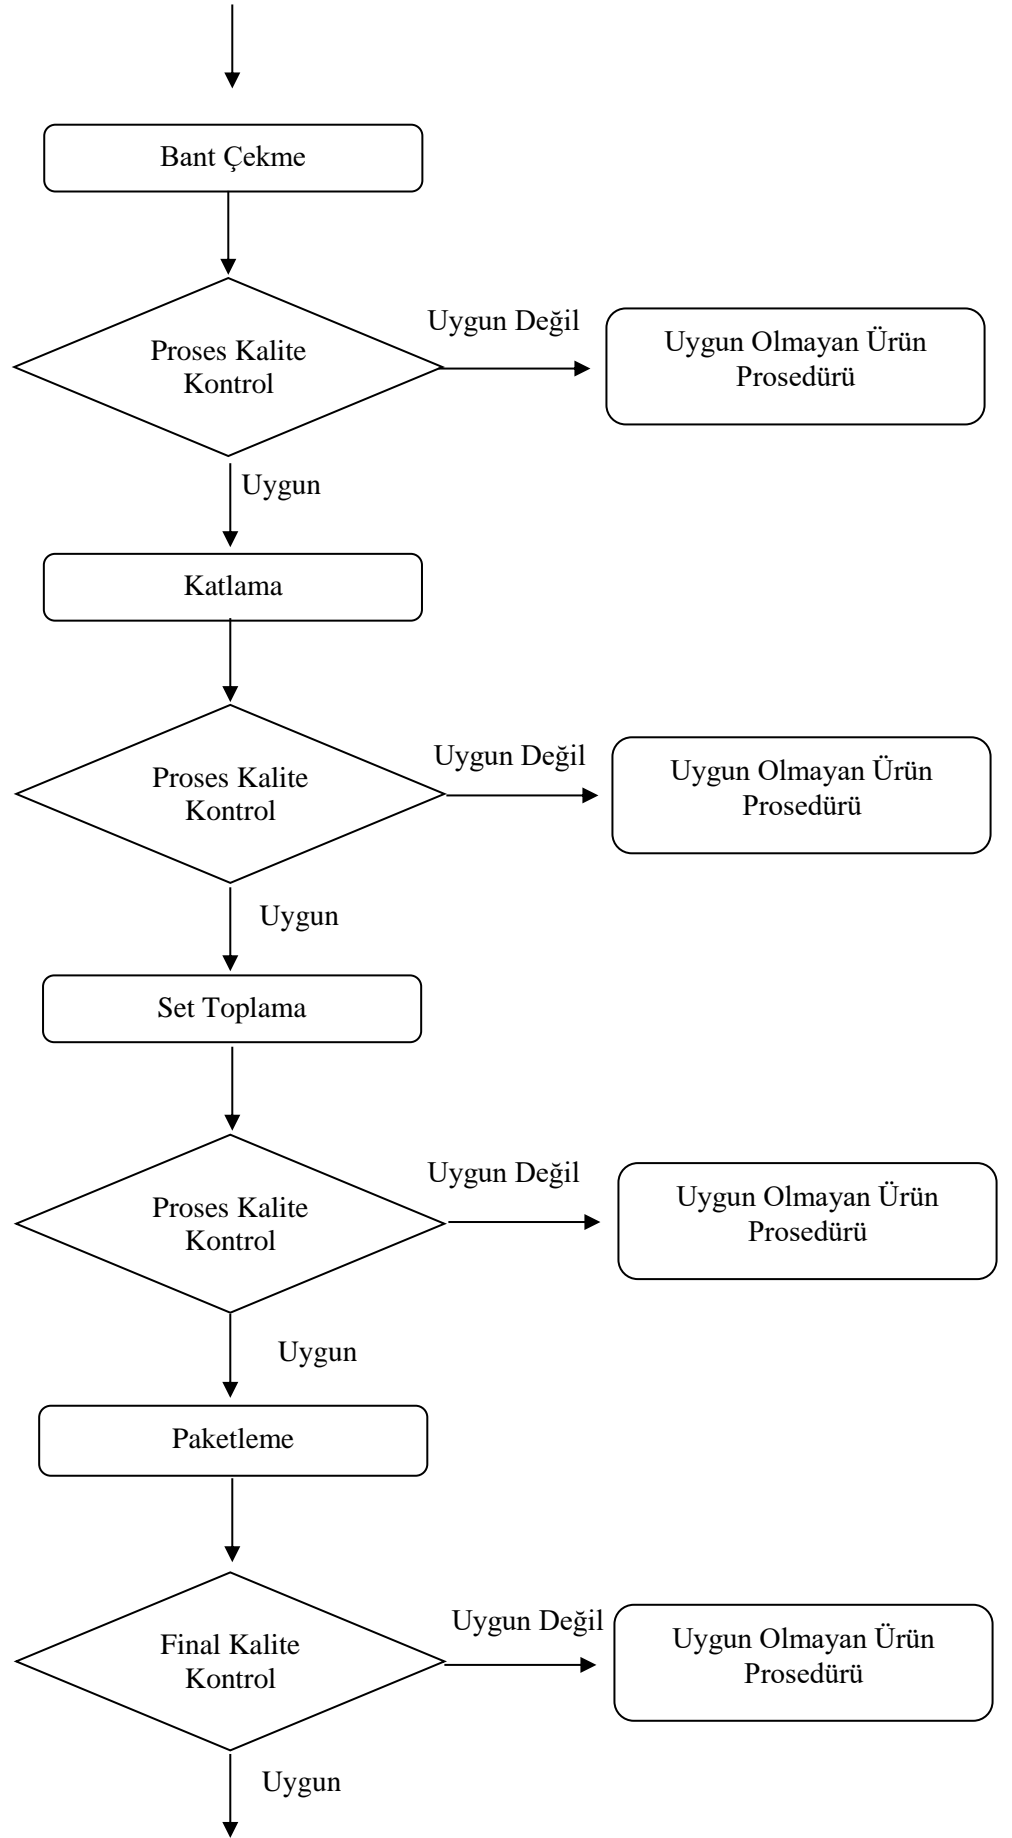 Bant Çekme
Proses Kalite
Kontrol
Uygun Değil
Uygun Olmayan Ürün
Prosedürü
Uygun
Katlama
Proses Kalite
Kontrol
Uygun Değil
Uygun Olmayan Ürün
Prosedürü
Uygun
Set Toplama
Proses Kalite
Kontrol
Uygun Değil
Uygun Olmayan Ürün
Prosedürü
Uygun
Paketleme
Final Kalite
Kontrol
Uygun Değil
Uygun Olmayan Ürün
Prosedürü
Uygun